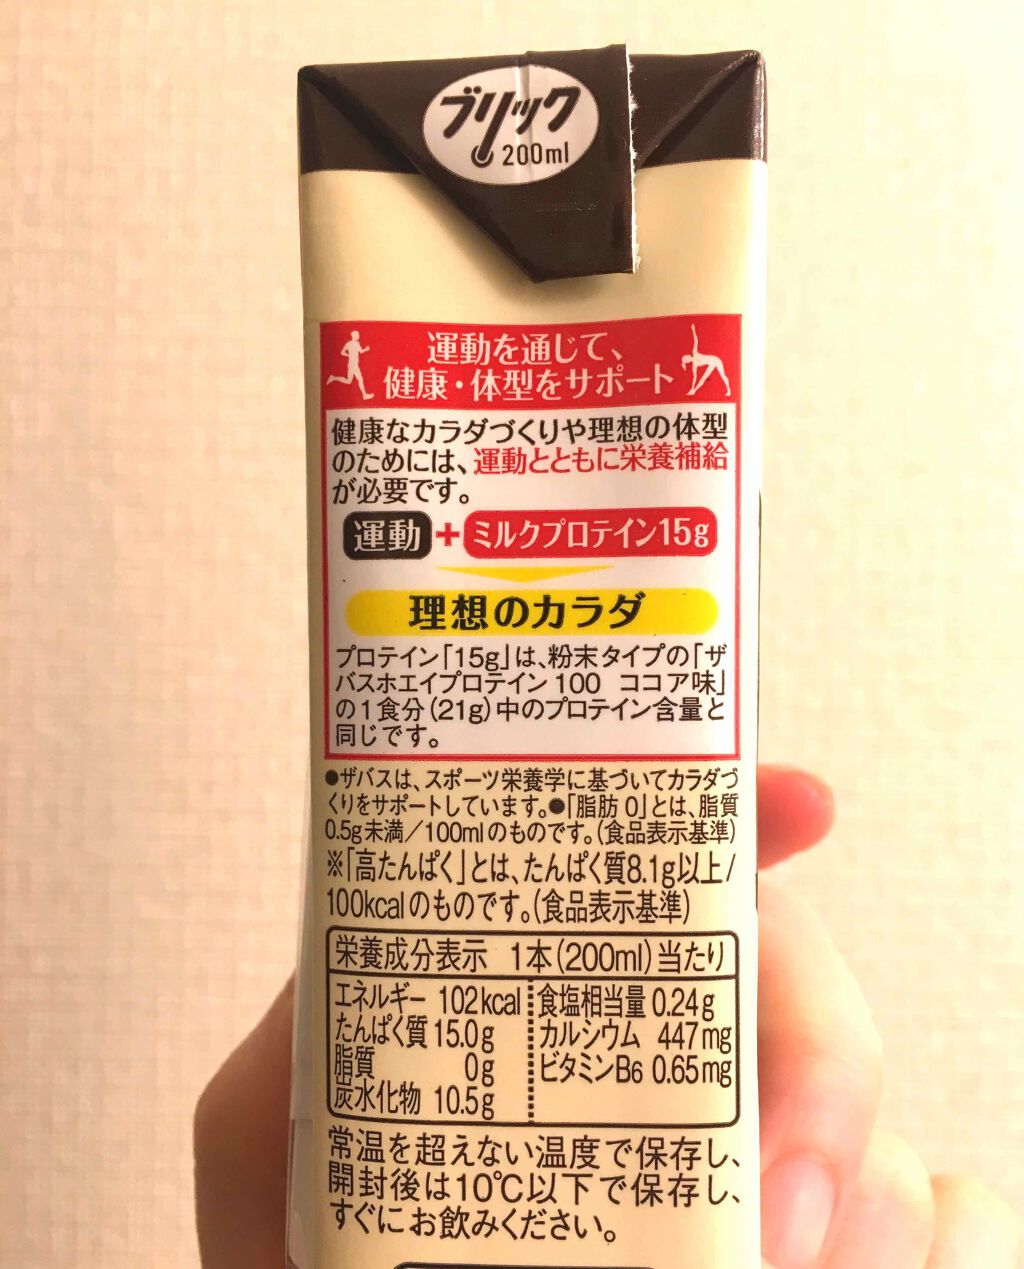 ブリック
200ml
運動を通じて、
健康・体型をサポート
健康なカラダづくりや理想の体型
のためには、運動とともに栄養補給
が必要です。
運動+ミルクプロテイン15g
理想のカラダ
プロテイン「15g」は、粉末タイプの「ザ
バスホエイプロテイン100 ココア味」
の1食分(21g)中のプロテイン含量と
同じです。
●ザバスは、スポーツ栄養学に基づいてカラダづ
くりをサポートしています。●「脂肪0」とは、脂質
0.5g未満/100mlのものです。(食品表示基準)
※「高たんぱく」とは、たんぱく質8.1g以上/
100kcalのものです。(食品表示基準)
栄養成分表示 1本(200ml)当たり
エネルギー 102kcal 食塩相当量 0.24g
たんぱく質 15.0g カルシウム 447mg
脂質 0g ビタミンB6 0.65mg
炭水化物 10.5g
常温を超えない温度で保存し、
開封後は10℃以下で保存し、
すぐにお飲みください。